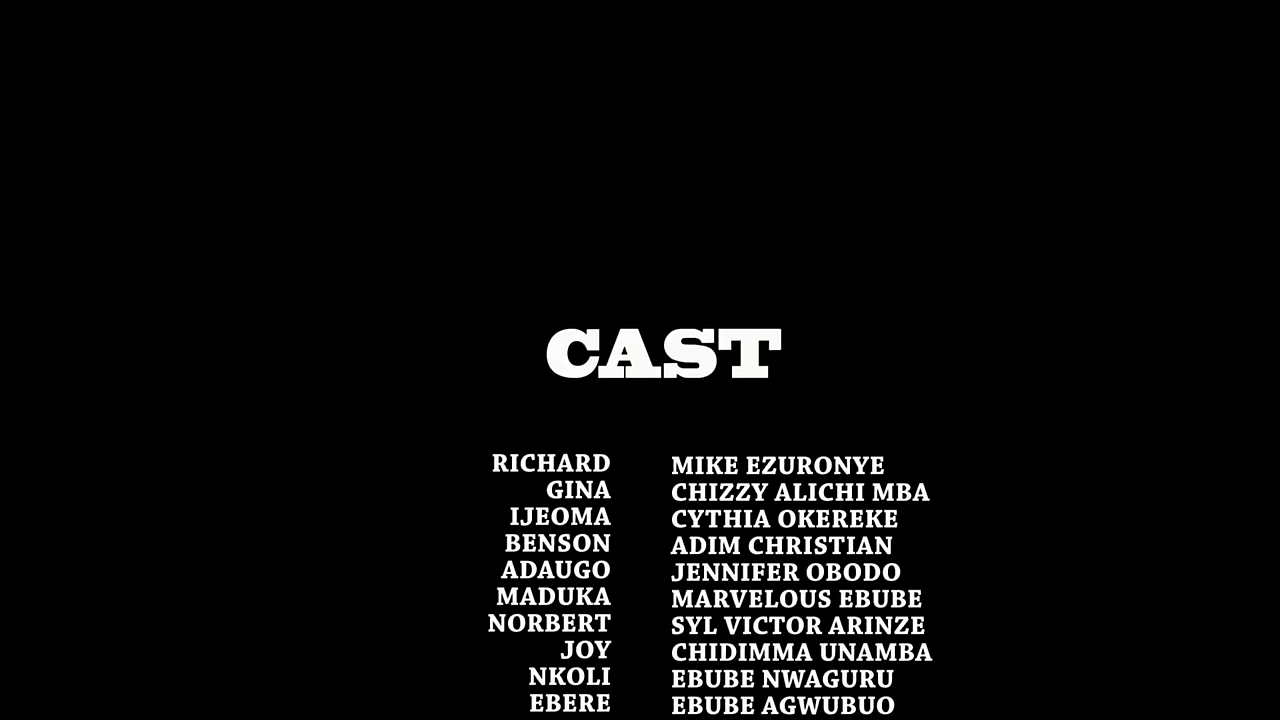 CAST
RICHARD MIKE EZURONYE
GINA CHIZZY ALICHI MBA
IJEOMA CYTHIA OKEREKE
BENSON ADIM CHRISTIAN
ADAUGO JENNIFER OBODO
MADUKA MARVELOUS EBUBE
NORBERT SYL VICTOR ARINZE
JOY CHIDIMMA UNAMBA
NKOLI EBUBE NWAGURU
EBERE EBUBE AGWUBUO